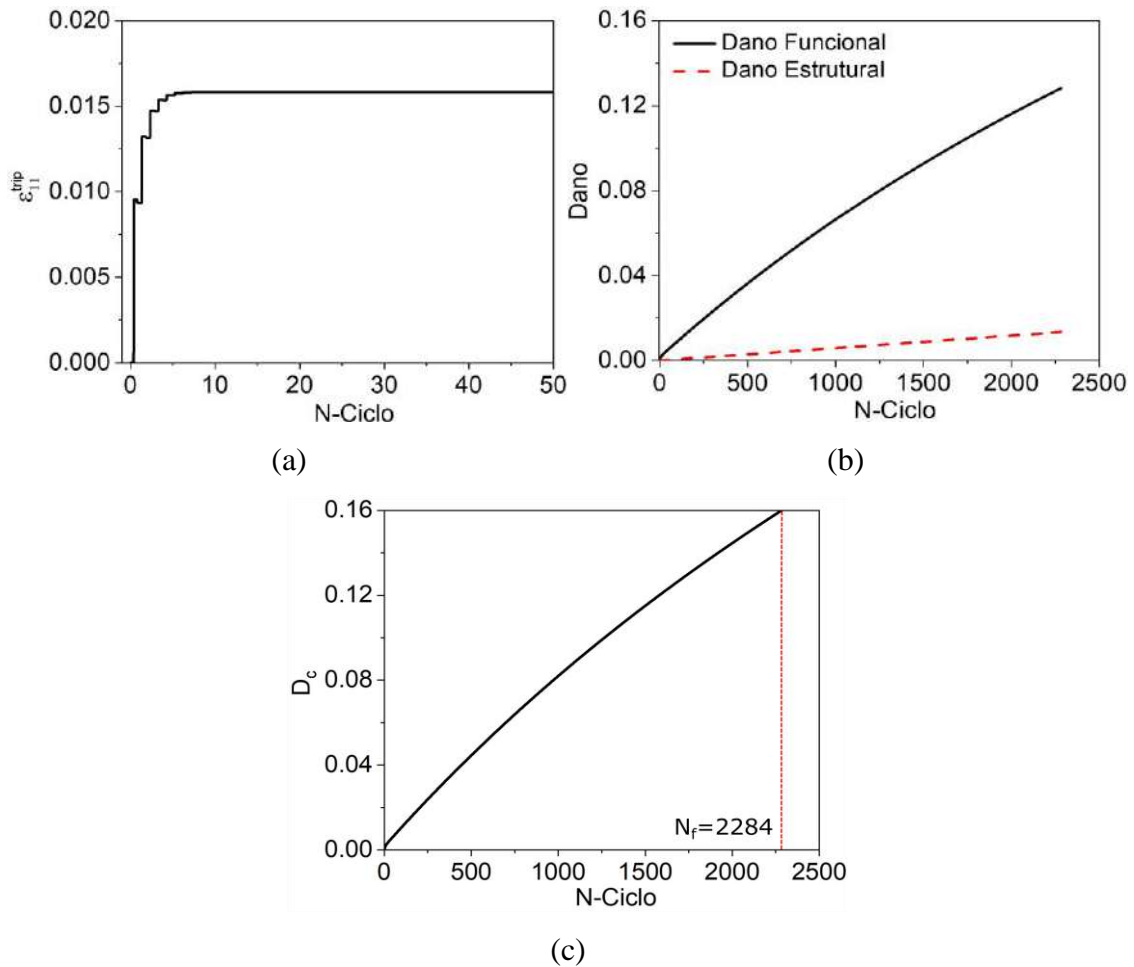 0.020
0.015
0.010
0.005
0.000
ε₁₁^trip
0 10 20 30 40 50
N-Ciclo
(a)
0.16
0.12
0.08
0.04
0.00
Dano
Dano Funcional
Dano Estrutural
0 500 1000 1500 2000 2500
N-Ciclo
(b)
0.16
0.12
0.08
0.04
0.00
D_c
N_f=2284
0 500 1000 1500 2000 2500
N-Ciclo
(c)